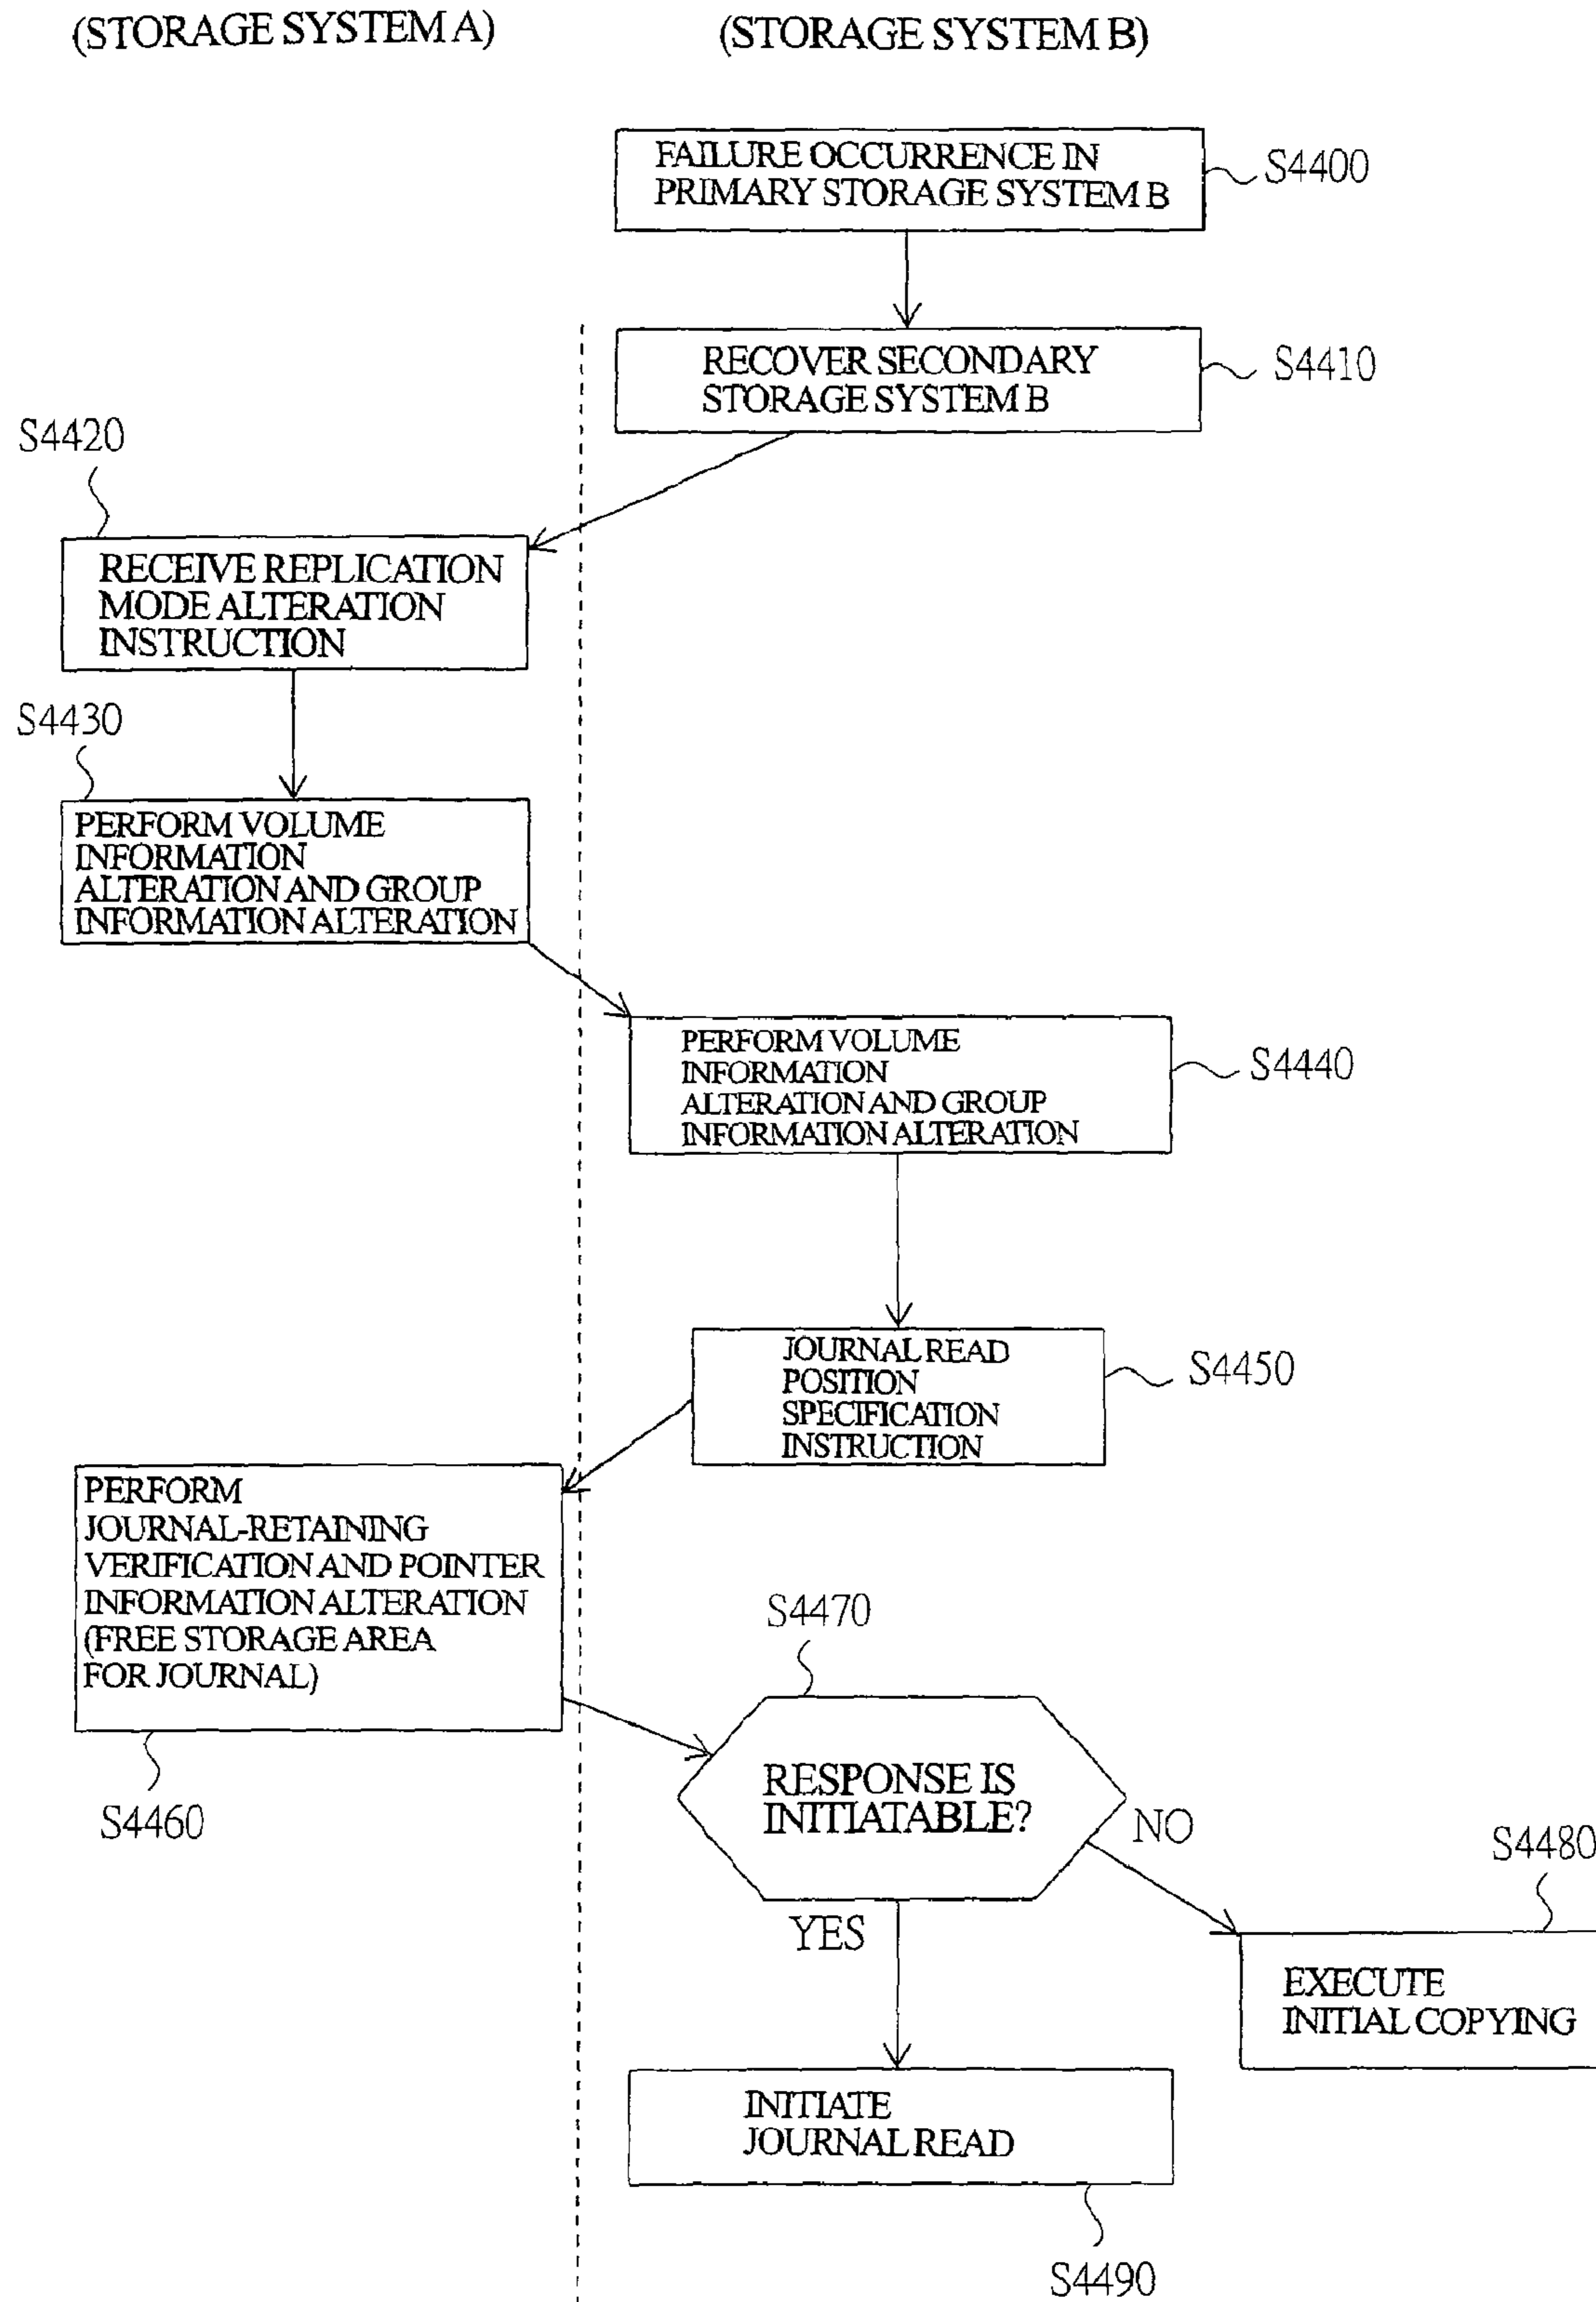 (STORAGE SYSTEM A)
(STORAGE SYSTEM B)
FAILURE OCCURRENCE IN
PRIMARY STORAGE SYSTEM B
S4400
RECOVER SECONDARY
STORAGE SYSTEM B
S4410
S4420
RECEIVE REPLICATION
MODE ALTERATION
INSTRUCTION
S4430
PERFORM VOLUME
INFORMATION
ALTERATION AND GROUP
INFORMATION ALTERATION
PERFORM VOLUME
INFORMATION
ALTERATION AND GROUP
INFORMATION ALTERATION
S4440
JOURNAL READ
POSITION
SPECIFICATION
INSTRUCTION
S4450
PERFORM
JOURNAL-RETAINING
VERIFICATION AND POINTER
INFORMATION ALTERATION
(FREE STORAGE AREA
FOR JOURNAL)
S4460
S4470
RESPONSE IS
INITIATABLE?
NO
YES
S4480
EXECUTE
INITIAL COPYING
INITIATE
JOURNAL READ
S4490